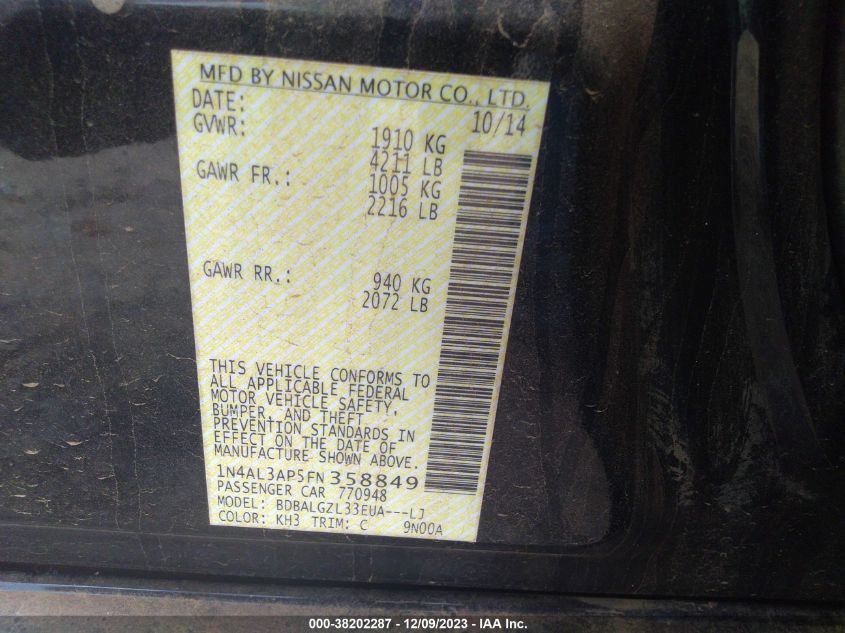 MFD BY NISSAN MOTOR CO., LTD.
DATE: 10/14
GVWR: 1910 KG
4211 LB
GAWR FR.: 1005 KG
2216 LB
GAWR RR.: 940 KG
2072 LB
THIS VEHICLE CONFORMS TO
ALL APPLICABLE FEDERAL
MOTOR VEHICLE SAFETY,
BUMPER, AND THEFT
PREVENTION STANDARDS IN
EFFECT ON THE DATE OF
MANUFACTURE SHOWN ABOVE.
1N4AL3AP5FN358849
PASSENGER CAR 770948
MODEL: BDBALGZL33EUA---LJ
COLOR: KH3 TRIM: C 9N00A
000-38202287 - 12/09/2023 - IAA Inc.